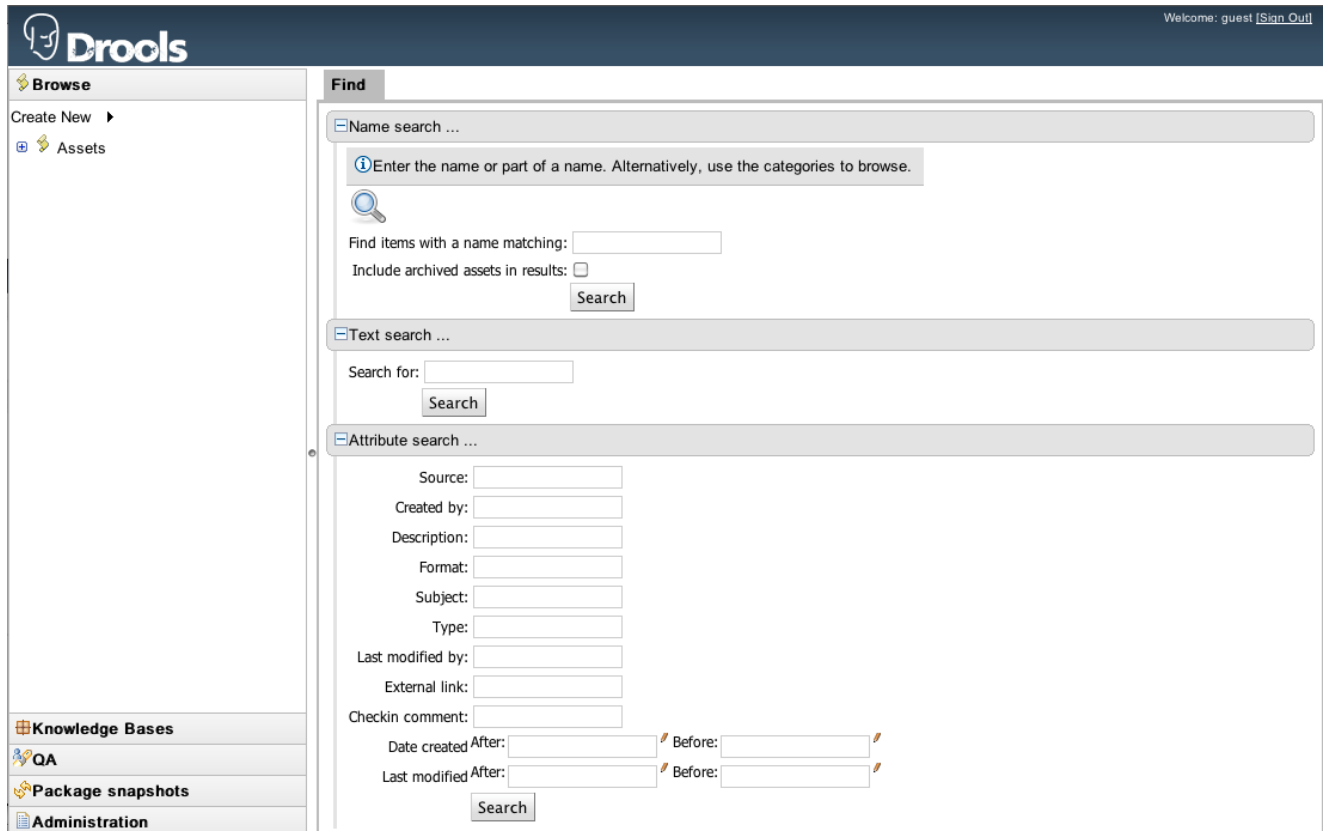 Drools
Welcome: guest [Sign Out]
Browse
Create New
Assets
Knowledge Bases
QA
Package snapshots
Administration
Find
Name search ...
Enter the name or part of a name. Alternatively, use the categories to browse.
Find items with a name matching:
Include archived assets in results:
Search
Text search ...
Search for:
Search
Attribute search ...
Source:
Created by:
Description:
Format:
Subject:
Type:
Last modified by:
External link:
Checkin comment:
Date created After: Before:
Last modified After: Before:
Search